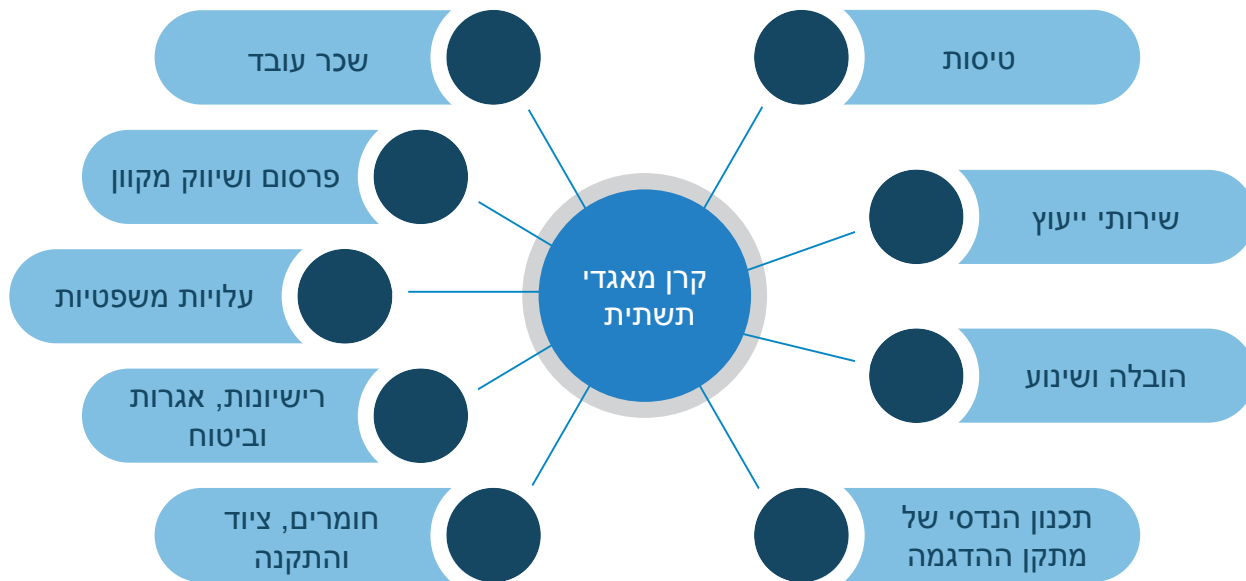 טיסות
שכר עובד
פרסום ושיווק מקוון
שירותי ייעוץ
קרן מאגדי
תשתית
עלויות משפטיות
הובלה ושינוע
רישיונות, אגרות
וביטוח
תכנון הנדסי של
מתקן ההדגמה
חומרים, ציוד
והתקנה